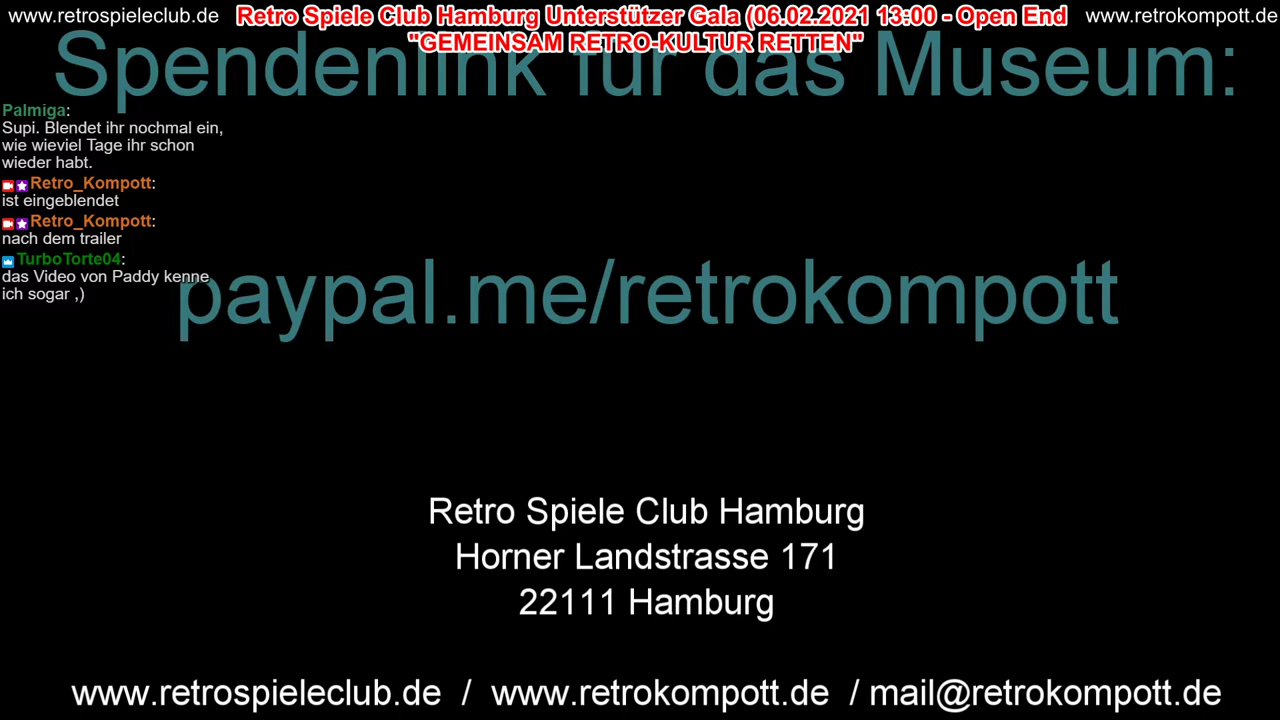 www.retrospieleclub.de
Retro Spiele Club Hamburg Unterstützer Gala (06.02.2021 13:00 - Open End
www.retrokompott.de
"GEMEINSAM RETRO-KULTUR RETTEN"
Spendenlink für das Museum:
Palmiga:
Supi. Blendet ihr nochmal ein,
wie wieviel Tage ihr schon
wieder habt.
Retro_Kompott:
ist eingeblendet
Retro_Kompott:
nach dem trailer
TurboTorte04:
das Video von Paddy kenne
ich sogar ,)
paypal.me/retrokompott
Retro Spiele Club Hamburg
Horner Landstrasse 171
22111 Hamburg
www.retrospieleclub.de / www.retrokompott.de / mail@retrokompott.de